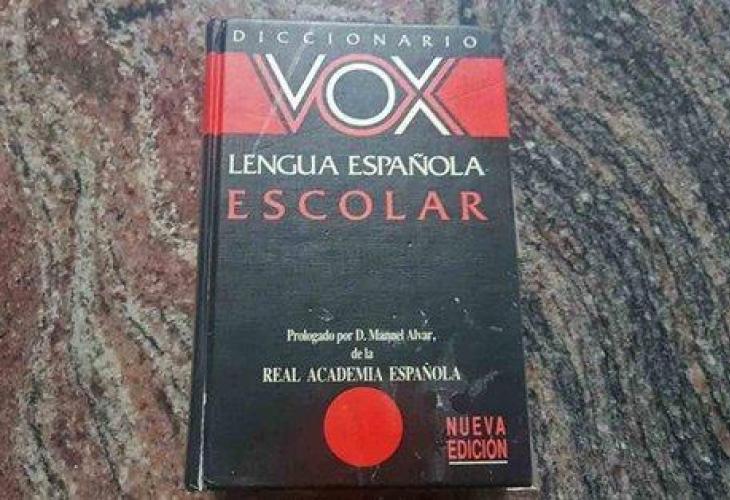 DICCIONARIO
VOX
LENGUA ESPAÑOLA
ESCOLAR
Prologado por D. Manuel Alvar,
de la
REAL ACADEMIA ESPAÑOLA
NUEVA
EDICIÓN